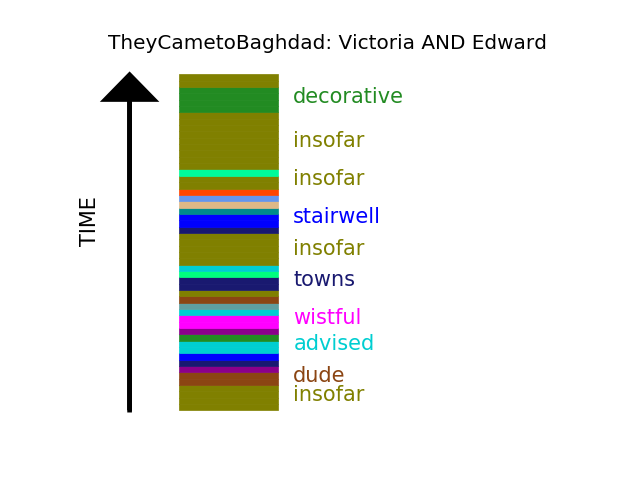 TheyCametoBaghdad: Victoria AND Edward
decorative
insofar
insofar
TIME
stairwell
insofar
towns
wistful
advised
dude
insofar